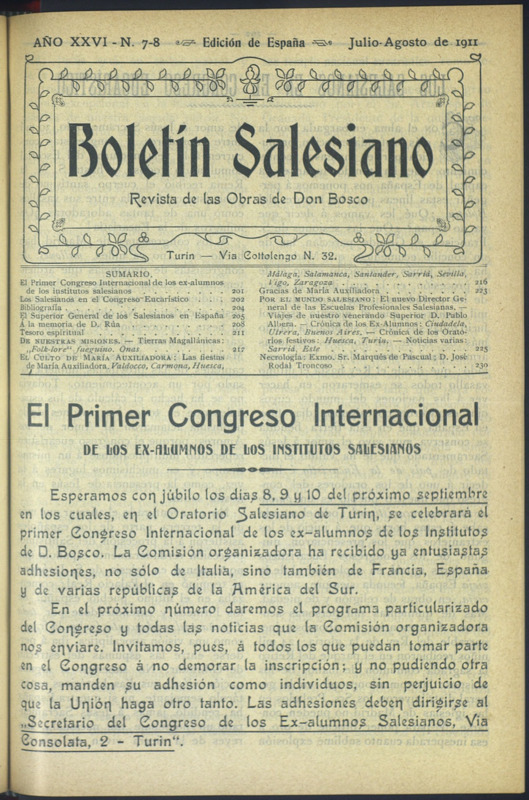 AÑO XXVI - N. 7-8 Edición de España Julio-Agosto de 1911
Boletín Salesiano
Revista de las Obras de Don Bosco
Turín — Via Cottolengo N. 32.
SUMARIO.
El Primer Congreso Internacional de los ex-alumnos
de los institutos salesianos . . . . . 201
Los Salesianos en el Congreso Eucarístico . . . 202
Bibliografía . . . . . 204
El Superior General de los Salesianos en España 205
Á la memoria de D. Rúa . . . . . 208
Tesoro espiritual . . . . . 211
DE NUESTRAS MISIONES. — Tierras Magallánicas:
„Folk-lore“ fueguino. Onas . . . . . 217
EL CULTO DE MARÍA AUXILIADORA: Las fiestas
de María Auxiliadora, Valdocco, Carmona, Huesca,
Málaga, Salamanca, Santander, Sarriá, Sevilla,
Vigo, Zaragoza . . . . . 216
Gracias de María Auxiliadora . . . . . 223
POR EL MUNDO SALESIANO: El nuevo Director Ge-
neral de las Escuelas Profesionales Salesianas, —
Viajes de nuestro venerando Superior D. Pablo
Albera. — Crónica de los Ex-Alumnos: Ciudadela,
Utrera, Buenos Aires, — Crónica de los Orato-
rios festivos: Huesca, Turín. — Noticias varias:
Sarriá, Este . . . . . 225
Necrología: Exmo. Sr. Marqués de Pascual; D. José
Rodal Troncoso . . . . . 230
El Primer Congreso Internacional
DE LOS EX-ALUMNOS DE LOS INSTITUTOS SALESIANOS
Esperamos con júbilo los días 8, 9 y 10 del próximo septiembre
en los cuales, en el Oratorio Salesiano de Turín, se celebrará el
primer Congreso Internacional de los ex-alumnos de los Institutos
de D. Bosco. La Comisión organizadora ha recibido ya entusiastas
adhesiones, no sólo de Italia, sino también de Francia, España
y de varias repúblicas de la América del Sur.
En el próximo número daremos el programa particularizado
del Congreso y todas las noticias que la Comisión organizadora
nos enviare. Invitamos, pues, á todos los que puedan tomar parte
en el Congreso á no demorar la inscripción; y no pudiendo otra
cosa, manden su adhesión como individuos, sin perjuicio de
que la Unión haga otro tanto. Las adhesiones deben dirigirse al
„Secretario del Congreso de los Ex-alumnos Salesianos, Via
Consolata, 2 - Turin“.